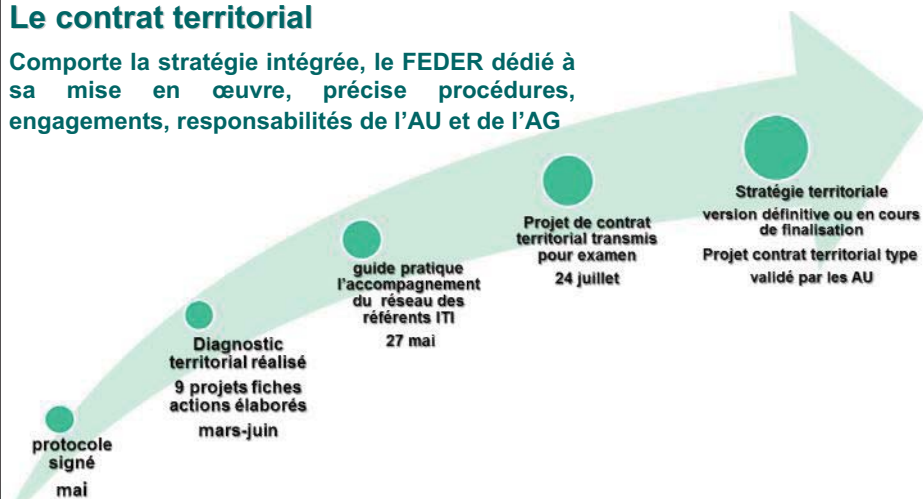 Le contrat territorial
Comporte la stratégie intégrée, le FEDER dédié à
sa mise en œuvre, précise procédures,
engagements, responsabilités de l'AU et de l'AG
protocole
signé
mai
Diagnostic
territorial réalisé
9 projets fiches
actions élaborés
mars-juin
guide pratique
l'accompagnement
du réseau des
référents ITI
27 mai
Projet de contrat
territorial transmis
pour examen
24 juillet
Stratégie territoriale
version définitive ou en cours
de finalisation
Projet contrat territorial type
validé par les AU